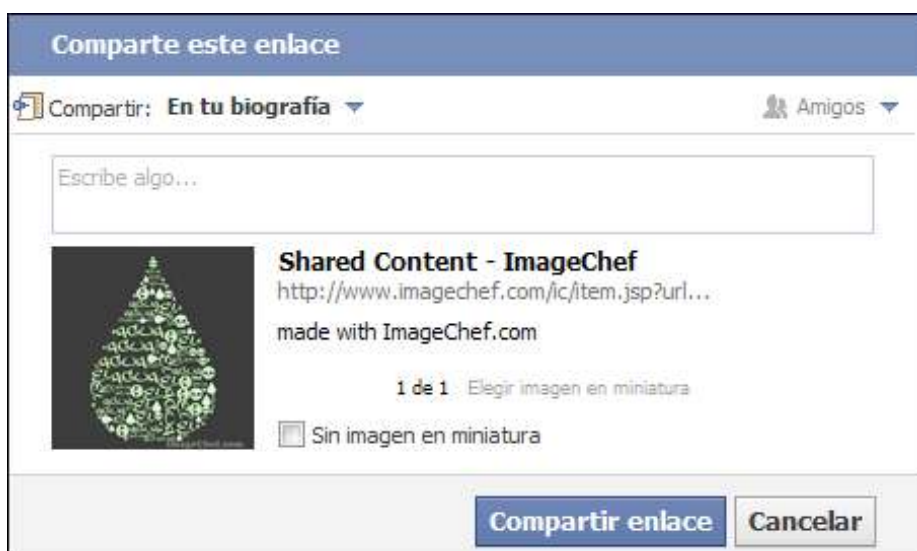 Comparte este enlace
Compartir: En tu biografía
Amigos
Escribe algo...
Shared Content - ImageChef
http://www.imagechef.com/ic/item.jsp?url...
made with ImageChef.com
1 de 1 Elegir imagen en miniatura
Sin imagen en miniatura
ImageChef.com
Compartir enlace
Cancelar